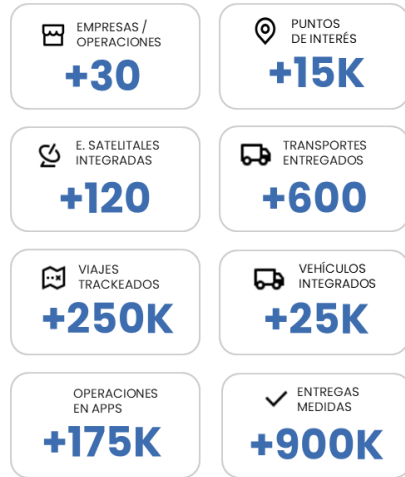 EMPRESAS /
OPERACIONES
+30
PUNTOS
DE INTERÉS
+15K
E. SATELITALES
INTEGRADAS
+120
TRANSPORTES
ENTREGADOS
+600
VIAJES
TRACKEADOS
+250K
VEHÍCULOS
INTEGRADOS
+25K
OPERACIONES
EN APPS
+175K
ENTREGAS
MEDIDAS
+900K